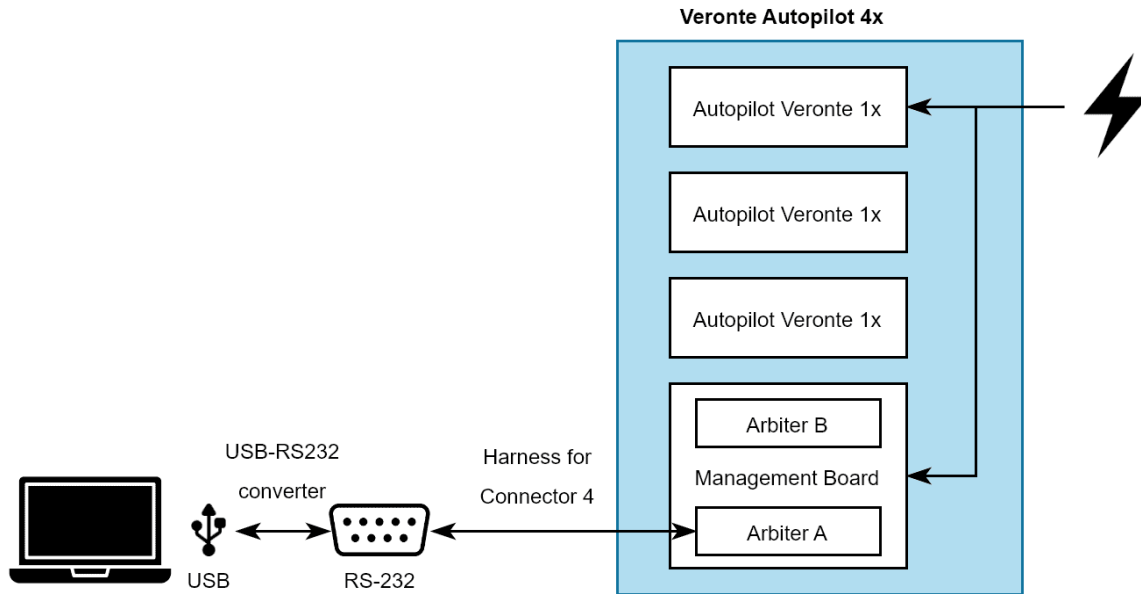 Veronte Autopilot 4x
Autopilot Veronte 1x
Autopilot Veronte 1x
Autopilot Veronte 1x
Arbiter B
Management Board
Arbiter A
USB-RS232
converter
Harness for
Connector 4
USB
RS-232